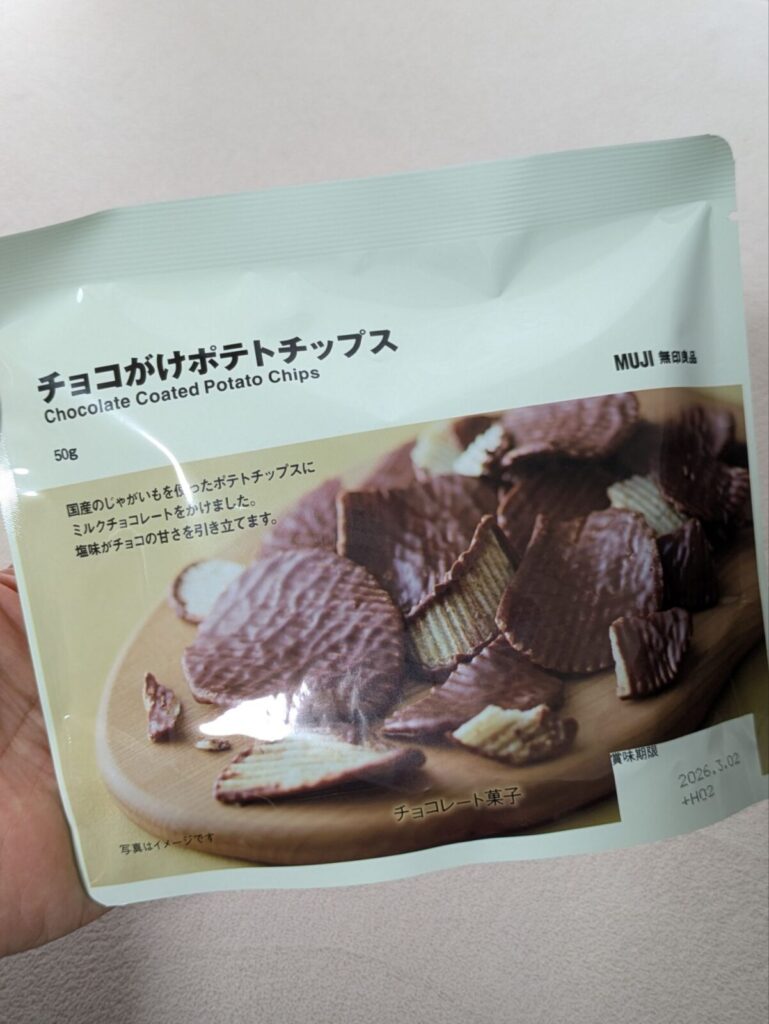 チョコがけポテトチップス
Chocolate Coated Potato Chips
MUJI 無印良品
50g
国産のじゃがいもを使ったポテトチップスに
ミルクチョコレートをかけました。
塩味がチョコの甘さを引き立てます。
チョコレート菓子
写真はイメージです
賞味期限
2026.3.02
+H02